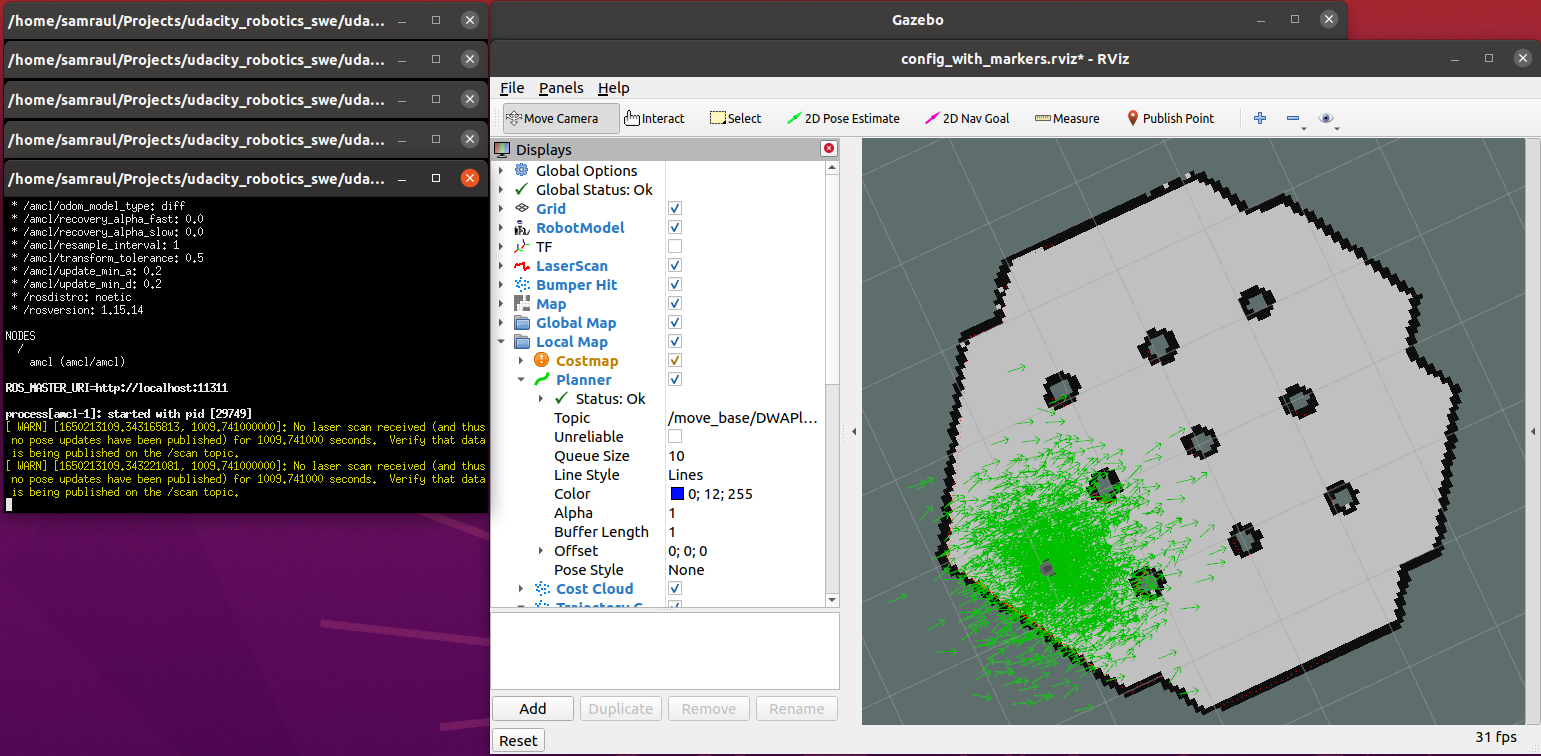 /home/samraul/Projects/udacity_robotics_swe/uda...
/home/samraul/Projects/udacity_robotics_swe/uda...
/home/samraul/Projects/udacity_robotics_swe/uda...
/home/samraul/Projects/udacity_robotics_swe/uda...
/home/samraul/Projects/udacity_robotics_swe/uda...
* /amcl/odom_model_type: diff
* /amcl/recovery_alpha_fast: 0.0
* /amcl/recovery_alpha_slow: 0.0
* /amcl/resample_interval: 1
* /amcl/transform_tolerance: 0.5
* /amcl/update_min_a: 0.2
* /amcl/update_min_d: 0.2
* /rosdistro: noetic
* /rosversion: 1.15.14
NODES
/
amcl (amcl/amcl)
ROS_MASTER_URI=http://localhost:11311
process[amcl-1]: started with pid [29749]
[ WARN] [1650213109.343165813, 1009.741000000]: No laser scan received (and thus
no pose updates have been published) for 1009.741000 seconds.  Verify that data
is being published on the /scan topic.
[ WARN] [1650213109.343221081, 1009.741000000]: No laser scan received (and thus
no pose updates have been published) for 1009.741000 seconds.  Verify that data
is being published on the /scan topic.
Gazebo
config_with_markers.rviz* - RViz
File Panels Help
Move Camera Interact Select 2D Pose Estimate 2D Nav Goal Measure Publish Point
Displays
Global Options
Global Status: Ok
Grid
RobotModel
TF
LaserScan
Bumper Hit
Map
Global Map
Local Map
Costmap
Planner
Status: Ok
Topic /move_base/DWAPl...
Unreliable
Queue Size 10
Line Style Lines
Color 0; 12; 255
Alpha 1
Buffer Length 1
Offset 0; 0; 0
Pose Style None
Cost Cloud
Trajectory C
Add Duplicate Remove Rename
Reset
31 fps